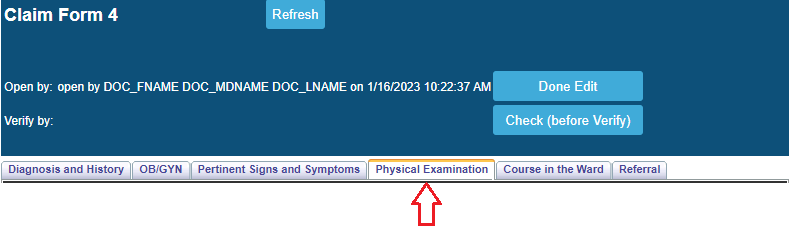 Claim Form 4 Refresh
Open by: open by DOC_FNAME DOC_MDNAME DOC_LNAME on 1/16/2023 10:22:37 AM Done Edit
Verify by: Check (before Verify)
Diagnosis and History OB/GYN Pertinent Signs and Symptoms Physical Examination Course in the Ward Referral